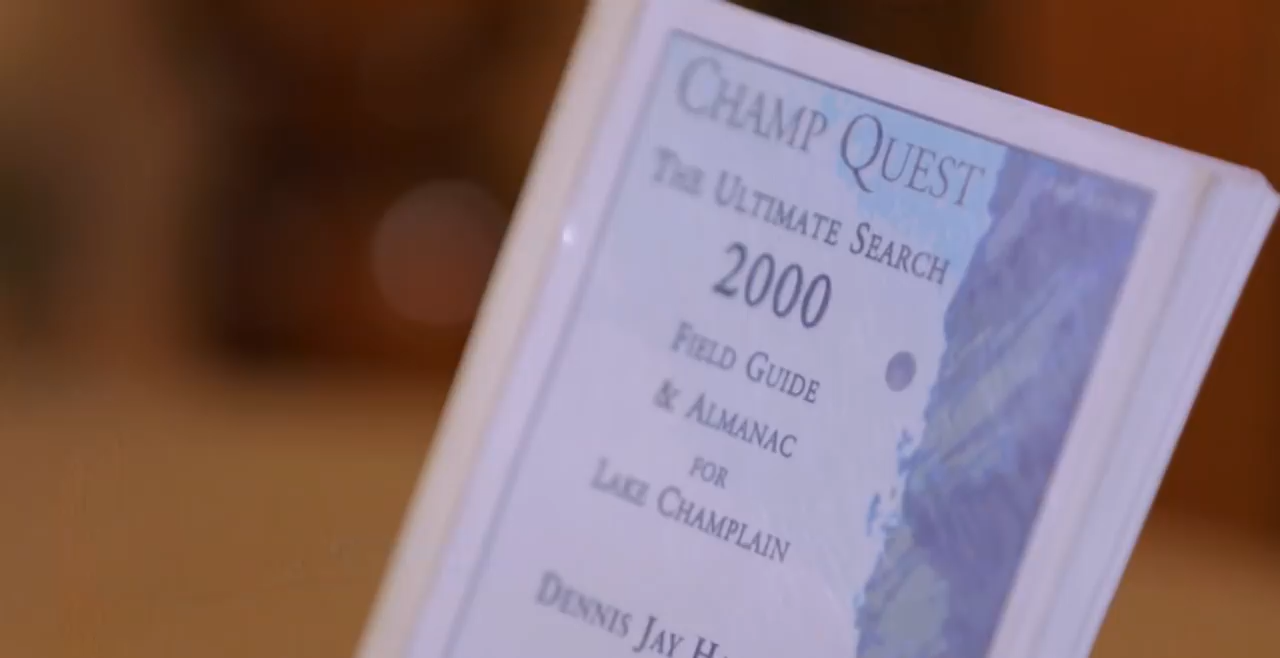 CHAMP QUEST
THE ULTIMATE SEARCH
2000
FIELD GUIDE
& ALMANAC
FOR
LAKE CHAMPLAIN
DENNIS JAY